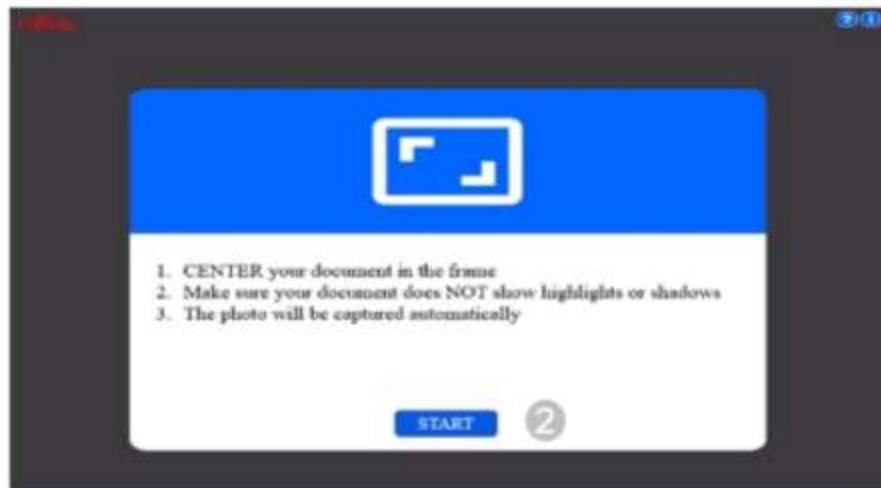 1. CENTER your document in the frame
2. Make sure your document does NOT show highlights or shadows
3. The photo will be captured automatically
START 2